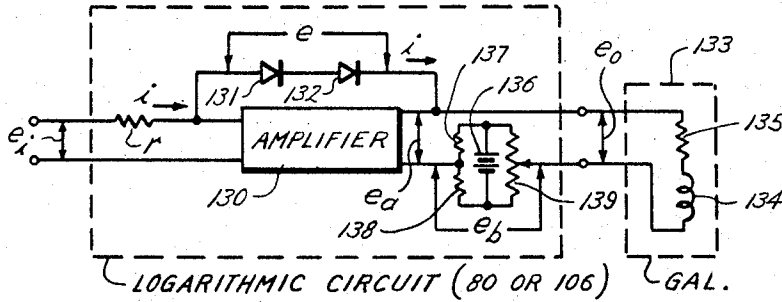 e
i
137
136
eo
133
131
132
i
ei
r
AMPLIFIER
135
130
ea
138
eb
139
134
LOGARITHMIC CIRCUIT (80 OR 106)
GAL.